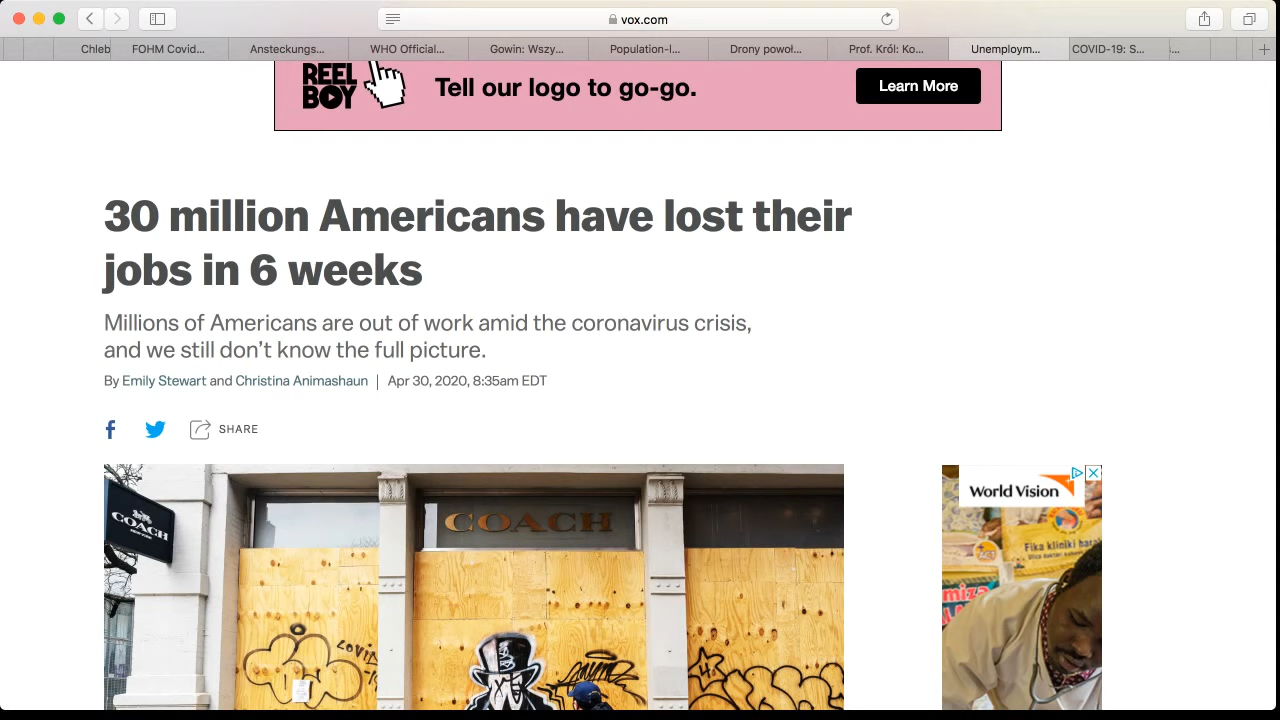 vox.com
Chleb
FOHM Covid...
Ansteckungs...
WHO Official...
Gowin: Wszy...
Population-l...
Drony powoł...
Prof. Król: Ko...
Unemploym...
COVID-19: S...
REEL
BOY
Tell our logo to go-go.
Learn More
30 million Americans have lost their
jobs in 6 weeks
Millions of Americans are out of work amid the coronavirus crisis,
and we still don’t know the full picture.
By Emily Stewart and Christina Animashaun | Apr 30, 2020, 8:35am EDT
SHARE
COACH
NEW YORK
COACH
World Vision
Fika kliniki